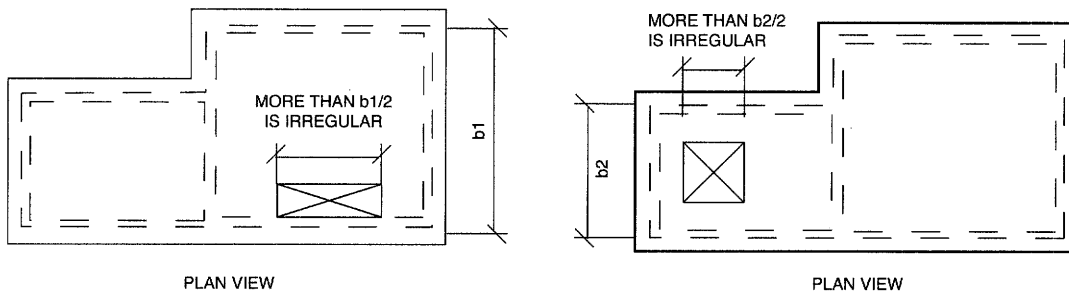 MORE THAN b1/2
IS IRREGULAR
b1
PLAN VIEW
MORE THAN b2/2
IS IRREGULAR
b2
PLAN VIEW